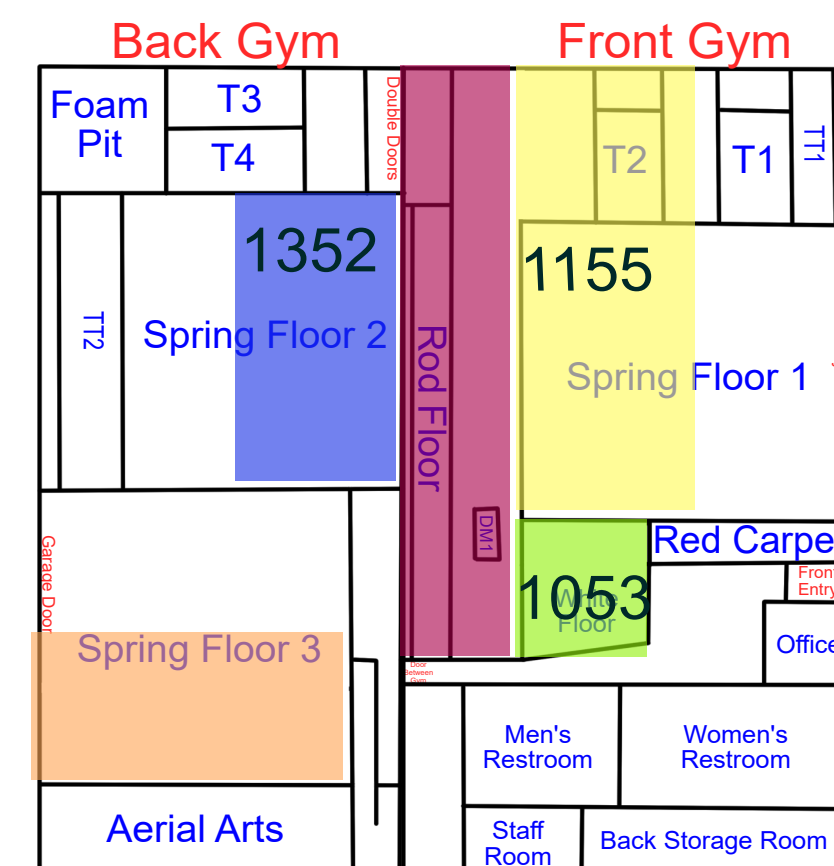 Back Gym
Front Gym
Foam
Pit
T3
T4
Double Doors
T2
T1
TT1
1352
1155
TT2
Spring Floor 2
Rod Floor
Spring Floor 1
DM1
Red Carpe
Garage Door
1053
White
Floor
Front
Entry
Spring Floor 3
Office
Door
Between
Gym
Men's
Restroom
Women's
Restroom
Aerial Arts
Staff
Room
Back Storage Room